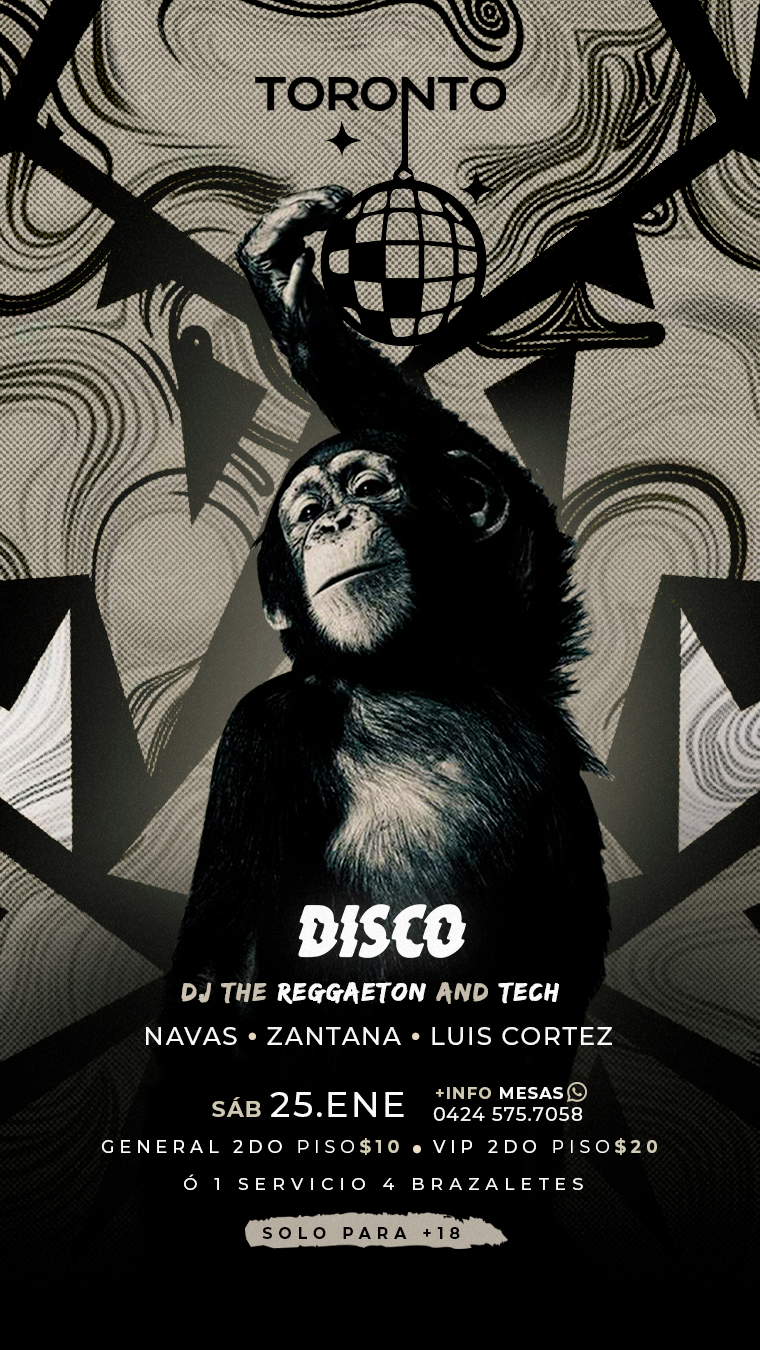 TORONTO
DISCO
DJ THE REGGAETON AND TECH
NAVAS • ZANTANA • LUIS CORTEZ
SÁB 25.ENE
+INFO MESAS
0424 575.7058
GENERAL 2DO PISO$10 • VIP 2DO PISO$20
Ó 1 SERVICIO 4 BRAZALETES
SOLO PARA +18